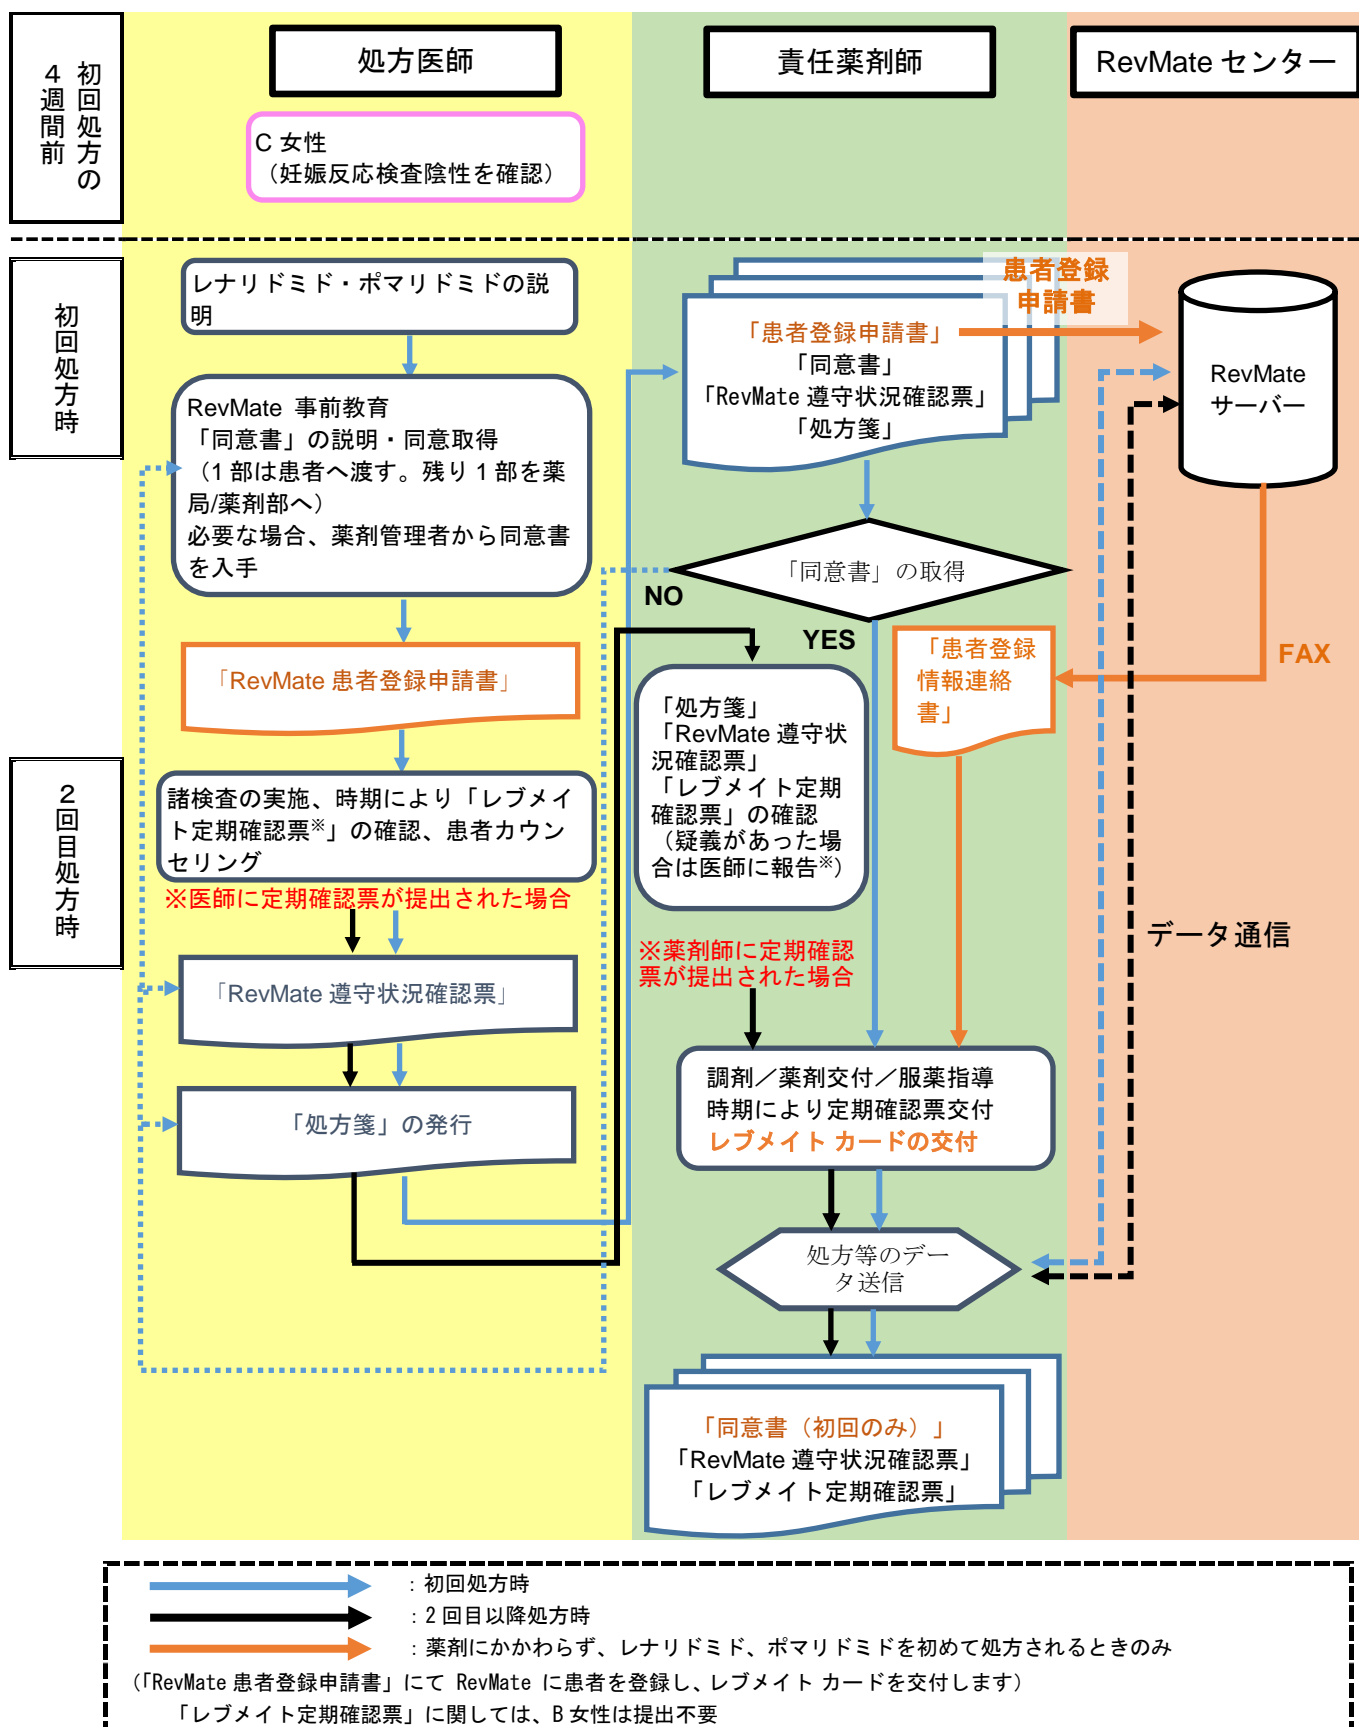 処方医師
責任薬剤師
RevMate センター
初回処方の
４週間前
C 女性
（妊娠反応検査陰性を確認）
初回処方時
レナリドミド・ポマリドミドの説
明
RevMate 事前教育
「同意書」の説明・同意取得
（1 部は患者へ渡す。残り 1 部を薬
局/薬剤部へ）
必要な場合、薬剤管理者から同意書
を入手
「RevMate 患者登録申請書」
患者登録
申請書
「患者登録申請書」
「同意書」
「RevMate 遵守状況確認票」
「処方箋」
RevMate
サーバー
「同意書」の取得
NO
YES
「患者登録
情報連絡
書」
FAX
２回目処方時
諸検査の実施、時期により「レブメイ
ト定期確認票※」の確認、患者カウン
セリング
※医師に定期確認票が提出された場合
「RevMate 遵守状況確認票」
「処方箋」の発行
「処方箋」
「RevMate 遵守状
況確認票」
「レブメイト定期
確認票」の確認
（疑義があった場
合は医師に報告※）
※薬剤師に定期確認
票が提出された場合
データ通信
調剤／薬剤交付／服薬指導
時期により定期確認票交付
レブメイト カードの交付
処方等のデー
タ送信
「同意書（初回のみ）」
「RevMate 遵守状況確認票」
「レブメイト定期確認票」
：初回処方時
：2 回目以降処方時
：薬剤にかかわらず、レナリドミド、ポマリドミドを初めて処方されるときのみ
（「RevMate 患者登録申請書」にて RevMate に患者を登録し、レブメイト カードを交付します）
「レブメイト定期確認票」に関しては、B 女性は提出不要